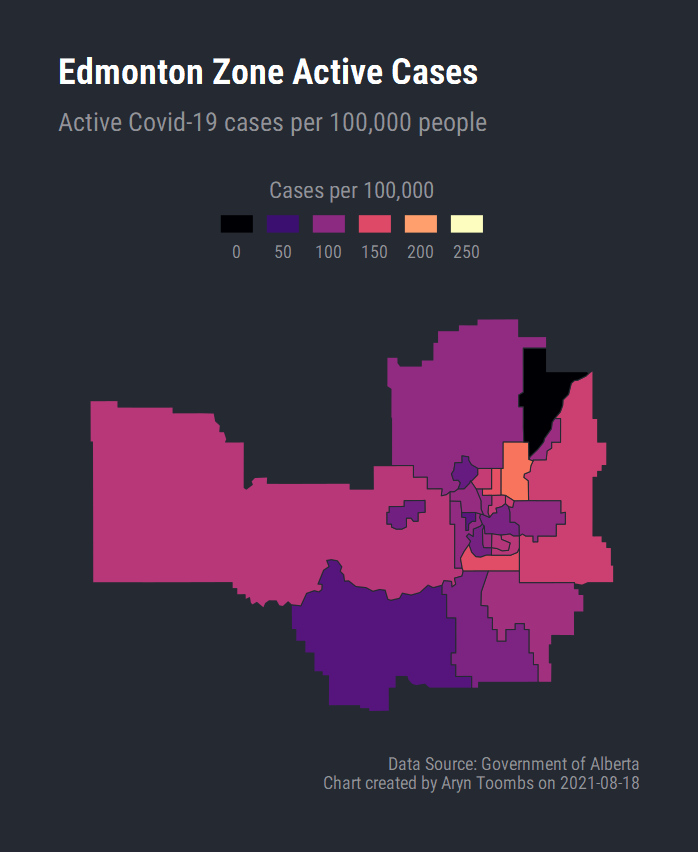 Edmonton Zone Active Cases
Active Covid-19 cases per 100,000 people
Cases per 100,000
0 50 100 150 200 250
Data Source: Government of Alberta
Chart created by Aryn Toombs on 2021-08-18